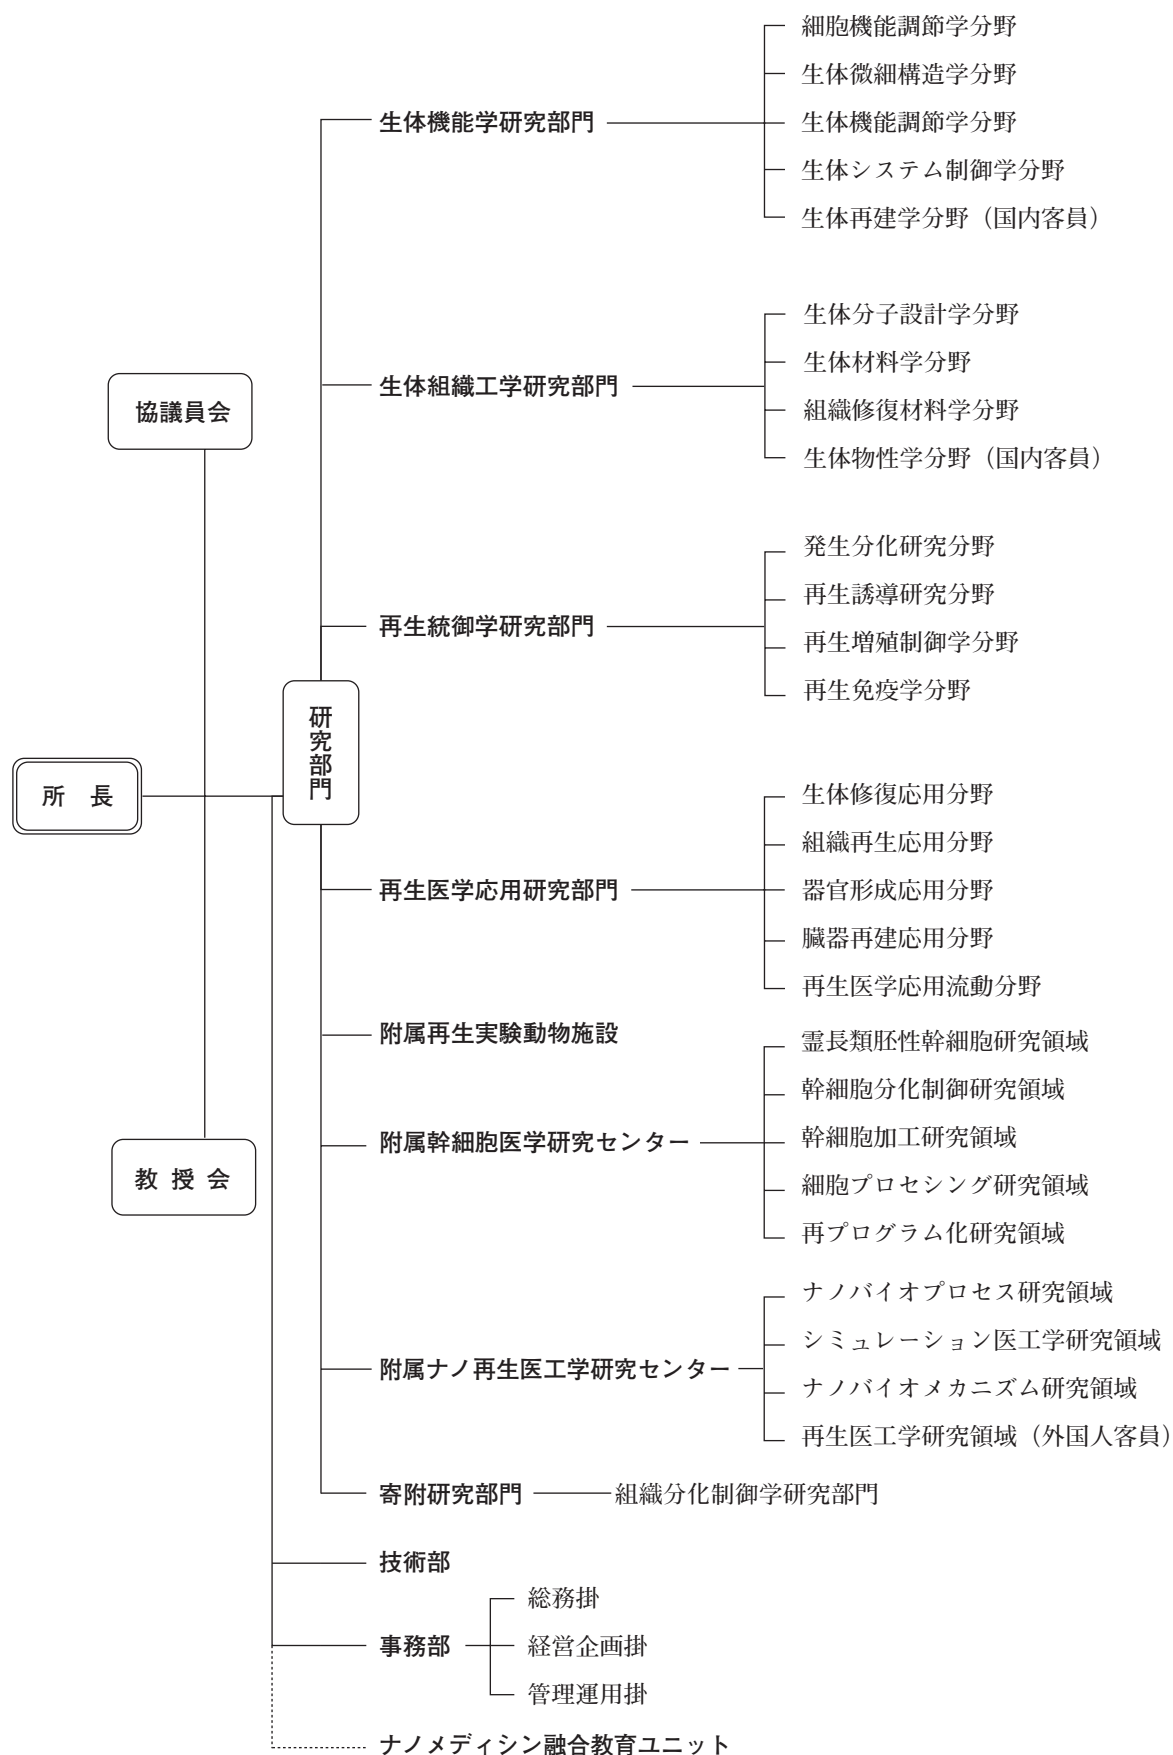 細胞機能調節学分野
生体微細構造学分野
生体機能学研究部門
生体機能調節学分野
生体システム制御学分野
生体再建学分野（国内客員）
生体分子設計学分野
生体材料学分野
生体組織工学研究部門
協議員会
組織修復材料学分野
生体物性学分野（国内客員）
発生分化研究分野
再生誘導研究分野
再生統御学研究部門
再生増殖制御学分野
再生免疫学分野
研究部門
所　長
生体修復応用分野
組織再生応用分野
再生医学応用研究部門
器官形成応用分野
臓器再建応用分野
再生医学応用流動分野
附属再生実験動物施設
霊長類胚性幹細胞研究領域
幹細胞分化制御研究領域
附属幹細胞医学研究センター
幹細胞加工研究領域
教 授 会
細胞プロセシング研究領域
再プログラム化研究領域
ナノバイオプロセス研究領域
シミュレーション医工学研究領域
附属ナノ再生医工学研究センター
ナノバイオメカニズム研究領域
再生医工学研究領域（外国人客員）
寄附研究部門
組織分化制御学研究部門
技術部
総務掛
事務部
経営企画掛
管理運用掛
ナノメディシン融合教育ユニット